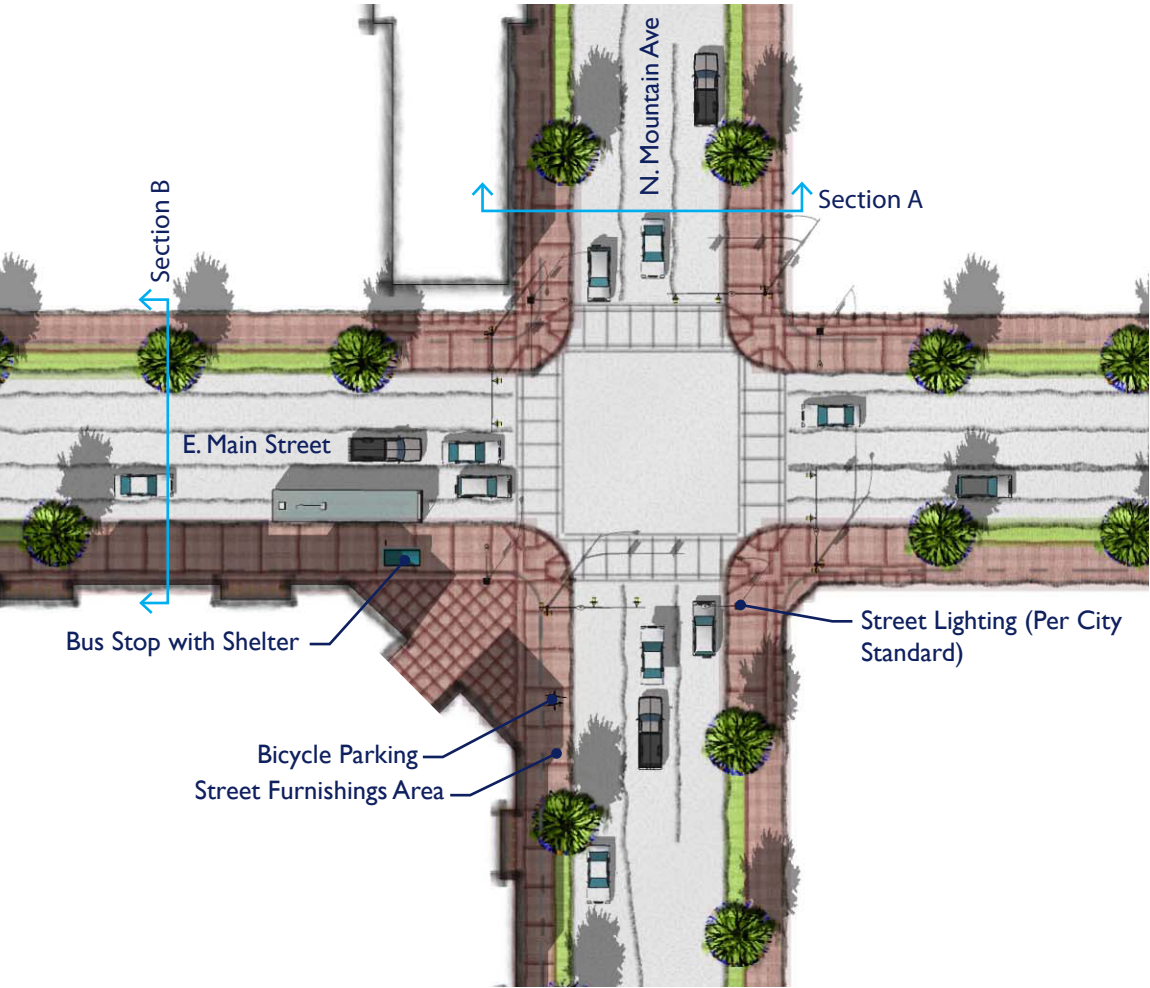 N. Mountain Ave
Section A
Section B
E. Main Street
Bus Stop with Shelter
Street Lighting (Per City
Standard)
Bicycle Parking
Street Furnishings Area